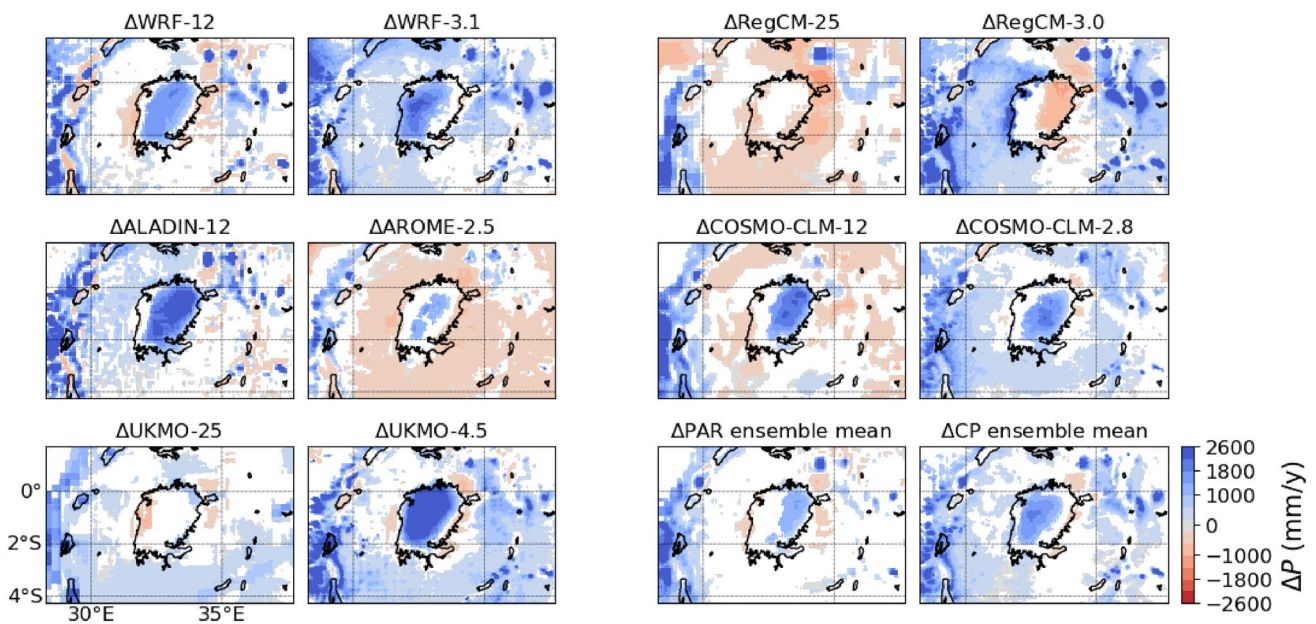 ΔWRF-12
ΔWRF-3.1
ΔRegCM-25
ΔRegCM-3.0
ΔALADIN-12
ΔAROME-2.5
ΔCOSMO-CLM-12
ΔCOSMO-CLM-2.8
ΔUKMO-25
ΔUKMO-4.5
ΔPAR ensemble mean
ΔCP ensemble mean
0°
2°S
4°S
30°E
35°E
2600
1800
1000
0
−1000
−1800
−2600
ΔP (mm/y)